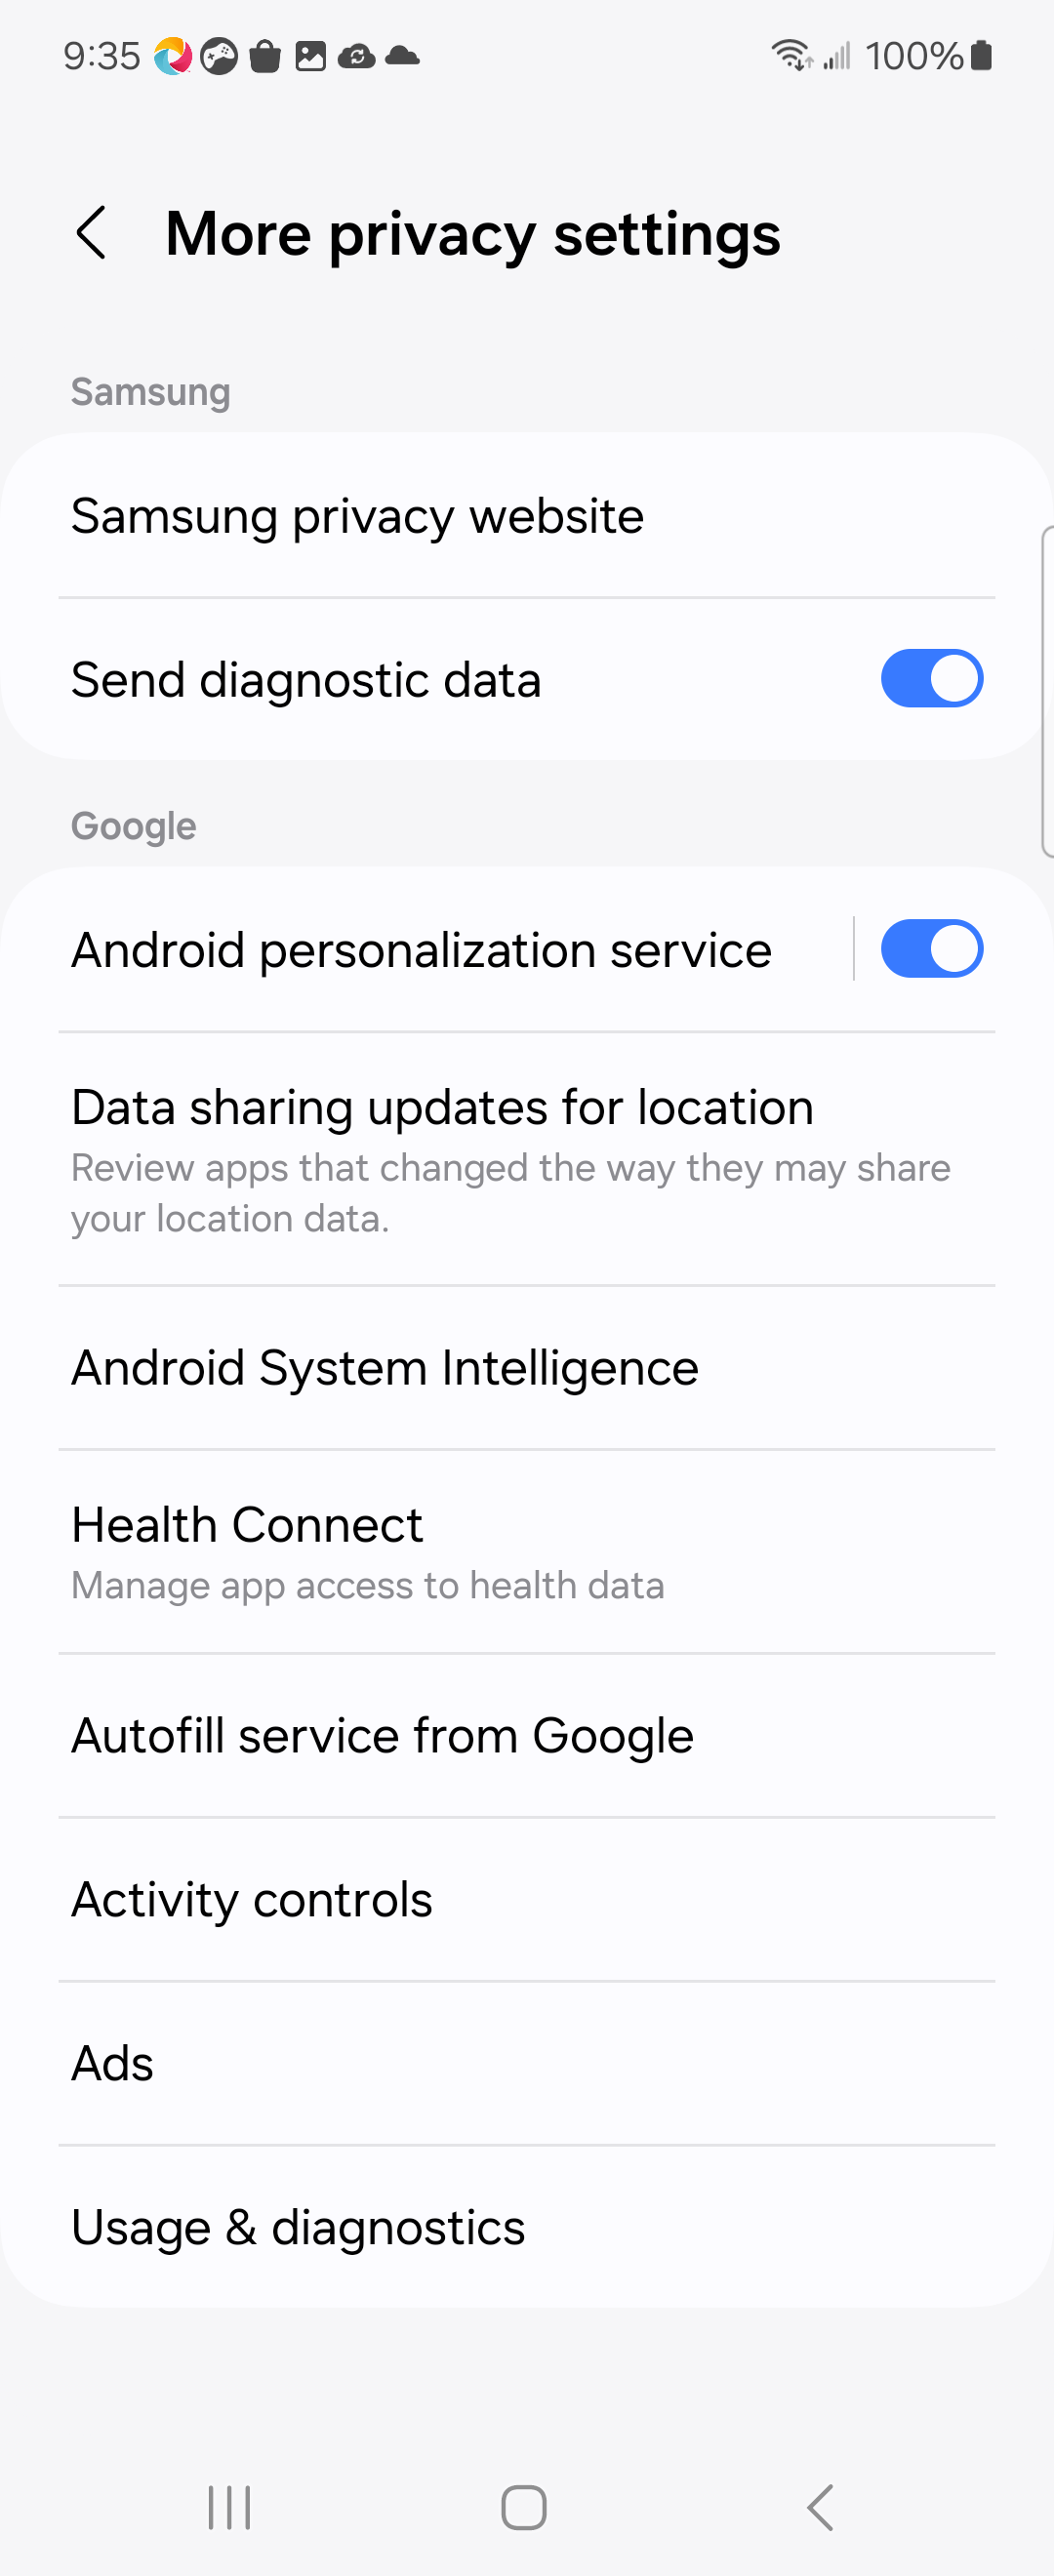 9:35 100%
More privacy settings
Samsung
Samsung privacy website
Send diagnostic data
Google
Android personalization service
Data sharing updates for location
Review apps that changed the way they may share
your location data.
Android System Intelligence
Health Connect
Manage app access to health data
Autofill service from Google
Activity controls
Ads
Usage & diagnostics